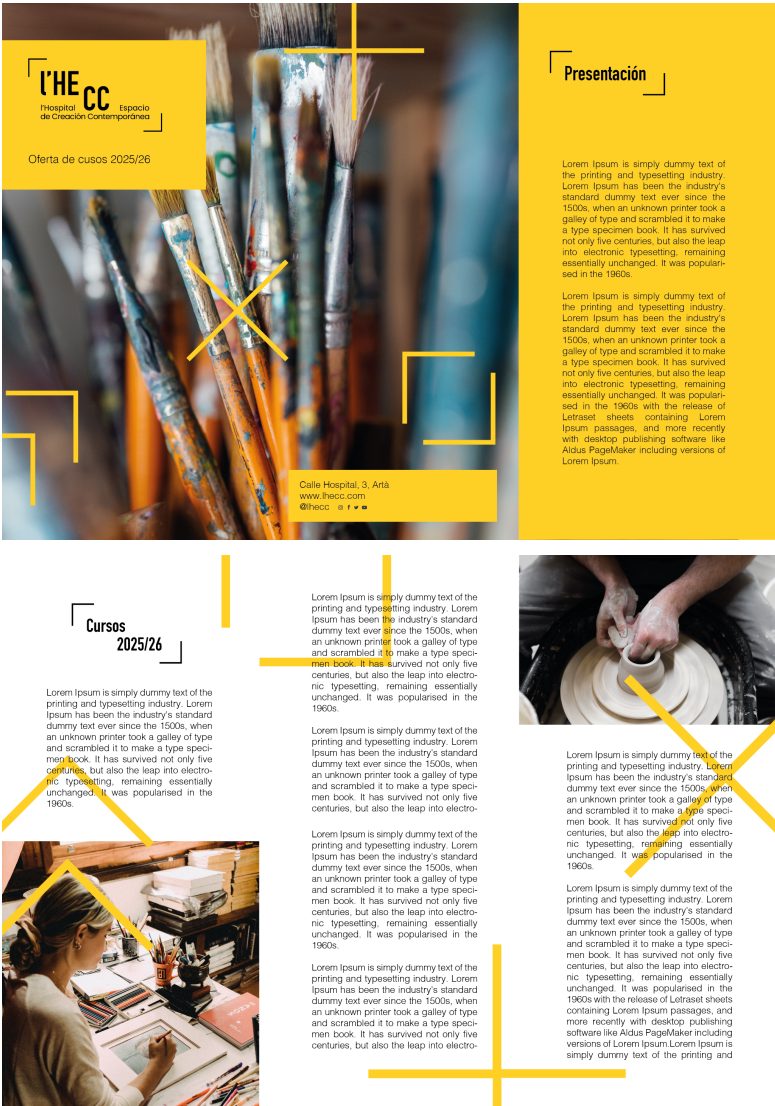 l'HE
CC
l'Hospital Espacio
de Creación Contemporánea
Oferta de cusos 2025/26
Calle Hospital, 3, Artà
www.lhecc.com
@lhecc
Presentación
Lorem Ipsum is simply dummy text of
the printing and typesetting industry.
Lorem Ipsum has been the industry's
standard dummy text ever since the
1500s, when an unknown printer took a
galley of type and scrambled it to make
a type specimen book. It has survived
not only five centuries, but also the leap
into electronic typesetting, remaining
essentially unchanged. It was populari-
sed in the 1960s.
Lorem Ipsum is simply dummy text of
the printing and typesetting industry.
Lorem Ipsum has been the industry's
standard dummy text ever since the
1500s, when an unknown printer took a
galley of type and scrambled it to make
a type specimen book. It has survived
not only five centuries, but also the leap
into electronic typesetting, remaining
essentially unchanged. It was populari-
sed in the 1960s with the release of
Letraset sheets containing Lorem
Ipsum passages, and more recently
with desktop publishing software like
Aldus PageMaker including versions of
Lorem Ipsum.
Cursos
2025/26
Lorem Ipsum is simply dummy text of the
printing and typesetting industry. Lorem
Ipsum has been the industry's standard
dummy text ever since the 1500s, when
an unknown printer took a galley of type
and scrambled it to make a type speci-
men book. It has survived not only five
centuries, but also the leap into electro-
nic typesetting, remaining essentially
unchanged. It was popularised in the
1960s.
Lorem Ipsum is simply dummy text of the
printing and typesetting industry. Lorem
Ipsum has been the industry's standard
dummy text ever since the 1500s, when
an unknown printer took a galley of type
and scrambled it to make a type speci-
men book. It has survived not only five
centuries, but also the leap into electro-
nic typesetting, remaining essentially
unchanged. It was popularised in the
1960s.
Lorem Ipsum is simply dummy text of the
printing and typesetting industry. Lorem
Ipsum has been the industry's standard
dummy text ever since the 1500s, when
an unknown printer took a galley of type
and scrambled it to make a type speci-
men book. It has survived not only five
centuries, but also the leap into electro-
Lorem Ipsum is simply dummy text of the
printing and typesetting industry. Lorem
Ipsum has been the industry's standard
dummy text ever since the 1500s, when
an unknown printer took a galley of type
and scrambled it to make a type speci-
men book. It has survived not only five
centuries, but also the leap into electro-
nic typesetting, remaining essentially
unchanged. It was popularised in the
1960s.
Lorem Ipsum is simply dummy text of the
printing and typesetting industry. Lorem
Ipsum has been the industry's standard
dummy text ever since the 1500s, when
an unknown printer took a galley of type
and scrambled it to make a type speci-
men book. It has survived not only five
centuries, but also the leap into electro-
Lorem Ipsum is simply dummy text of the
printing and typesetting industry. Lorem
Ipsum has been the industry's standard
dummy text ever since the 1500s, when
an unknown printer took a galley of type
and scrambled it to make a type speci-
men book. It has survived not only five
centuries, but also the leap into electro-
nic typesetting, remaining essentially
unchanged. It was popularised in the
1960s.
Lorem Ipsum is simply dummy text of the
printing and typesetting industry. Lorem
Ipsum has been the industry's standard
dummy text ever since the 1500s, when
an unknown printer took a galley of type
and scrambled it to make a type speci-
men book. It has survived not only five
centuries, but also the leap into electro-
nic typesetting, remaining essentially
unchanged. It was popularised in the
1960s with the release of Letraset sheets
containing Lorem Ipsum passages, and
more recently with desktop publishing
software like Aldus PageMaker including
versions of Lorem Ipsum.Lorem Ipsum is
simply dummy text of the printing and